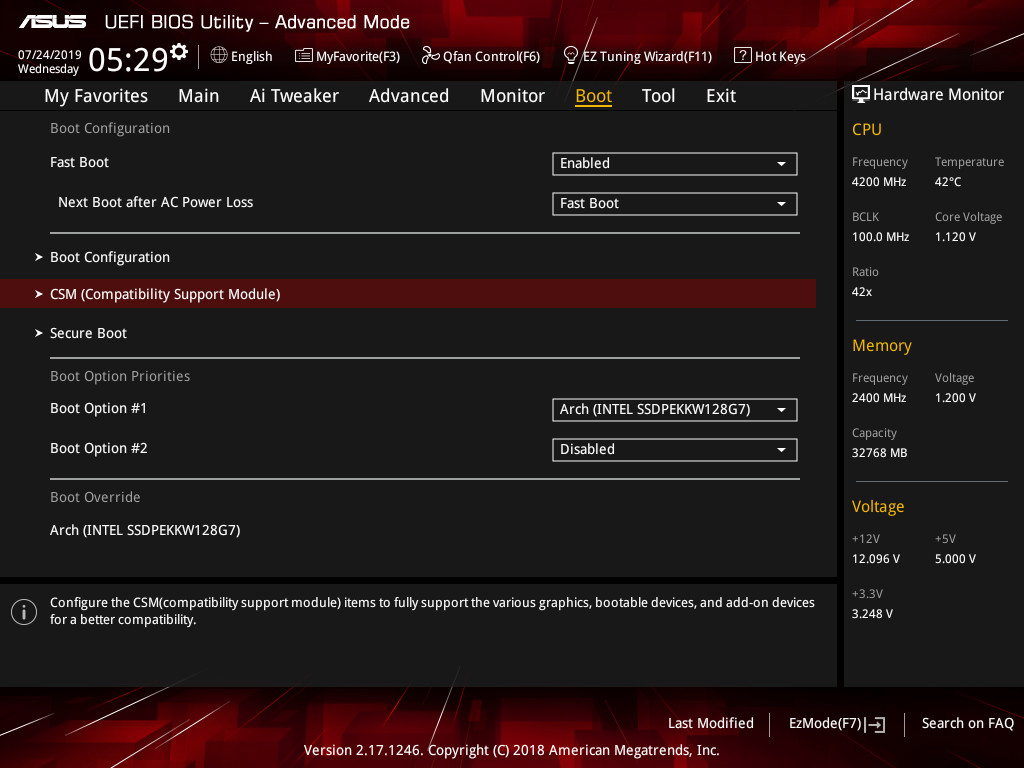 ASUS UEFI BIOS Utility – Advanced Mode
07/24/2019
Wednesday
05:29
English
MyFavorite(F3)
Qfan Control(F6)
EZ Tuning Wizard(F11)
? Hot Keys
My Favorites Main Ai Tweaker Advanced Monitor Boot Tool Exit
Boot Configuration
Fast Boot Enabled
Next Boot after AC Power Loss Fast Boot
Boot Configuration
CSM (Compatibility Support Module)
Secure Boot
Boot Option Priorities
Boot Option #1 Arch (INTEL SSDPEKKW128G7)
Boot Option #2 Disabled
Boot Override
Arch (INTEL SSDPEKKW128G7)
Configure the CSM(compatibility support module) items to fully support the various graphics, bootable devices, and add-on devices
for a better compatibility.
Hardware Monitor
CPU
Frequency Temperature
4200 MHz 42°C
BCLK Core Voltage
100.0 MHz 1.120 V
Ratio
42x
Memory
Frequency Voltage
2400 MHz 1.200 V
Capacity
32768 MB
Voltage
+12V +5V
12.096 V 5.000 V
+3.3V
3.248 V
Last Modified EzMode(F7) Search on FAQ
Version 2.17.1246. Copyright (C) 2018 American Megatrends, Inc.